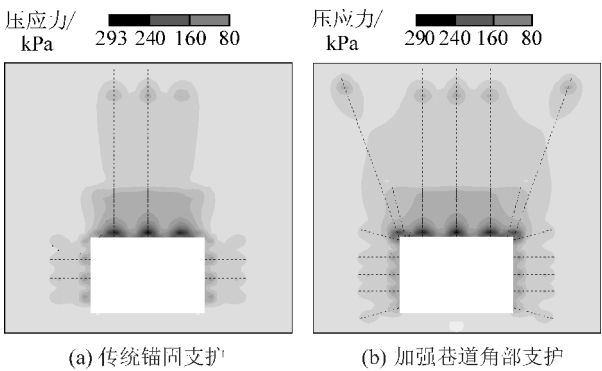 压应力/
kPa
293 240 160 80
压应力/
kPa
290 240 160 80
(a) 传统锚固支护
(b) 加强巷道角部支护